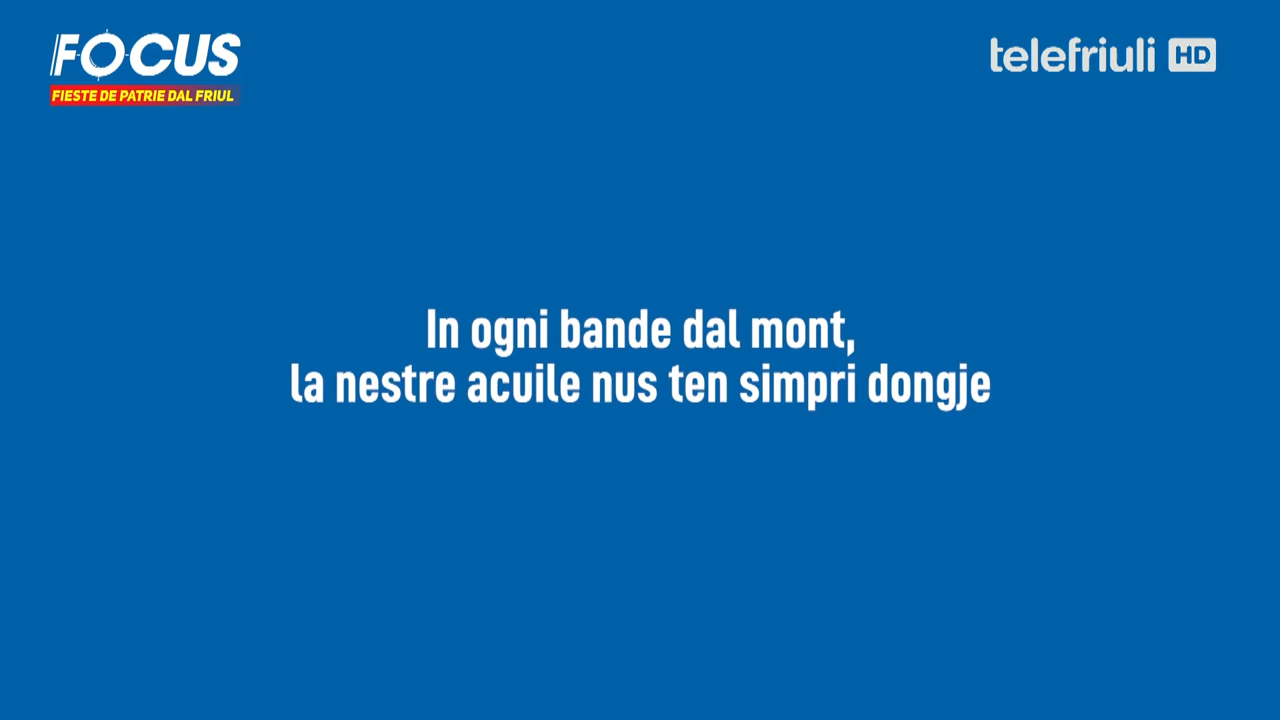 FOCUS
FIESTE DE PATRIE DAL FRIUL
telefriuli HD
In ogni bande dal mont,
la nestre acuile nus ten simpri dongje